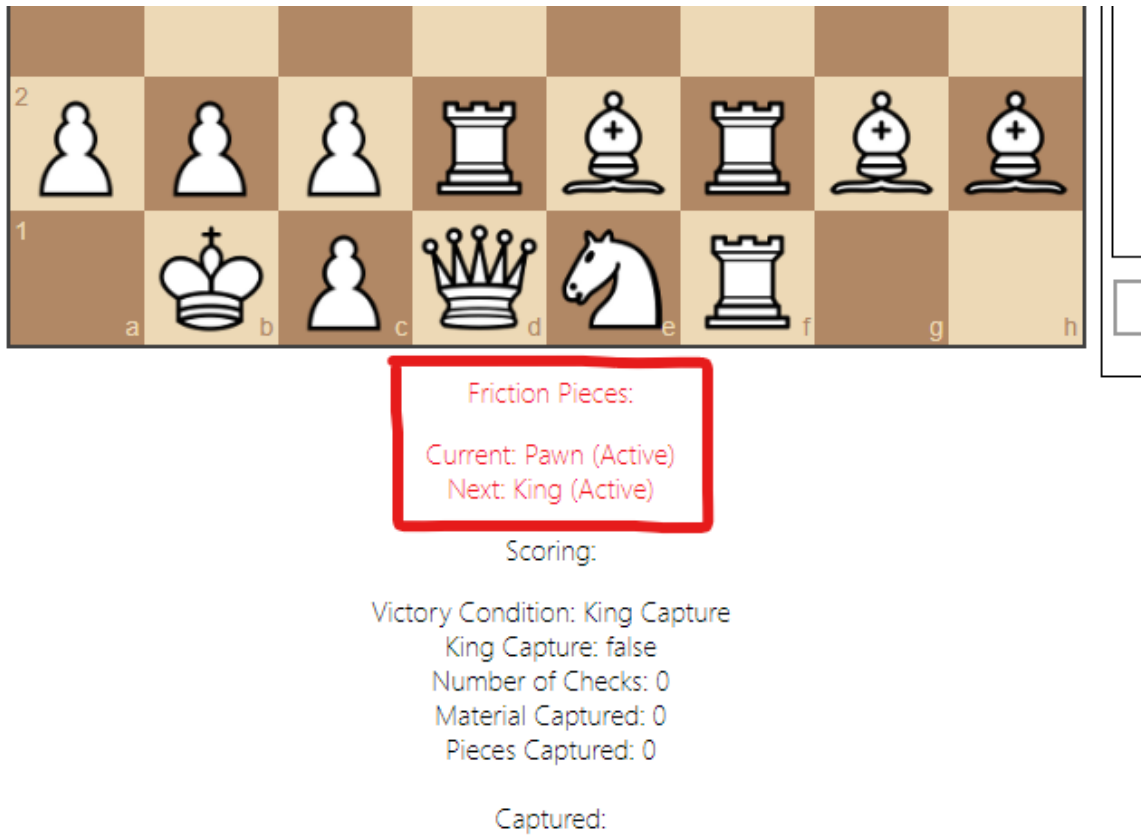 2
1
a b c d e f g h
Friction Pieces:
Current: Pawn (Active)
Next: King (Active)
Scoring:
Victory Condition: King Capture
King Capture: false
Number of Checks: 0
Material Captured: 0
Pieces Captured: 0
Captured: